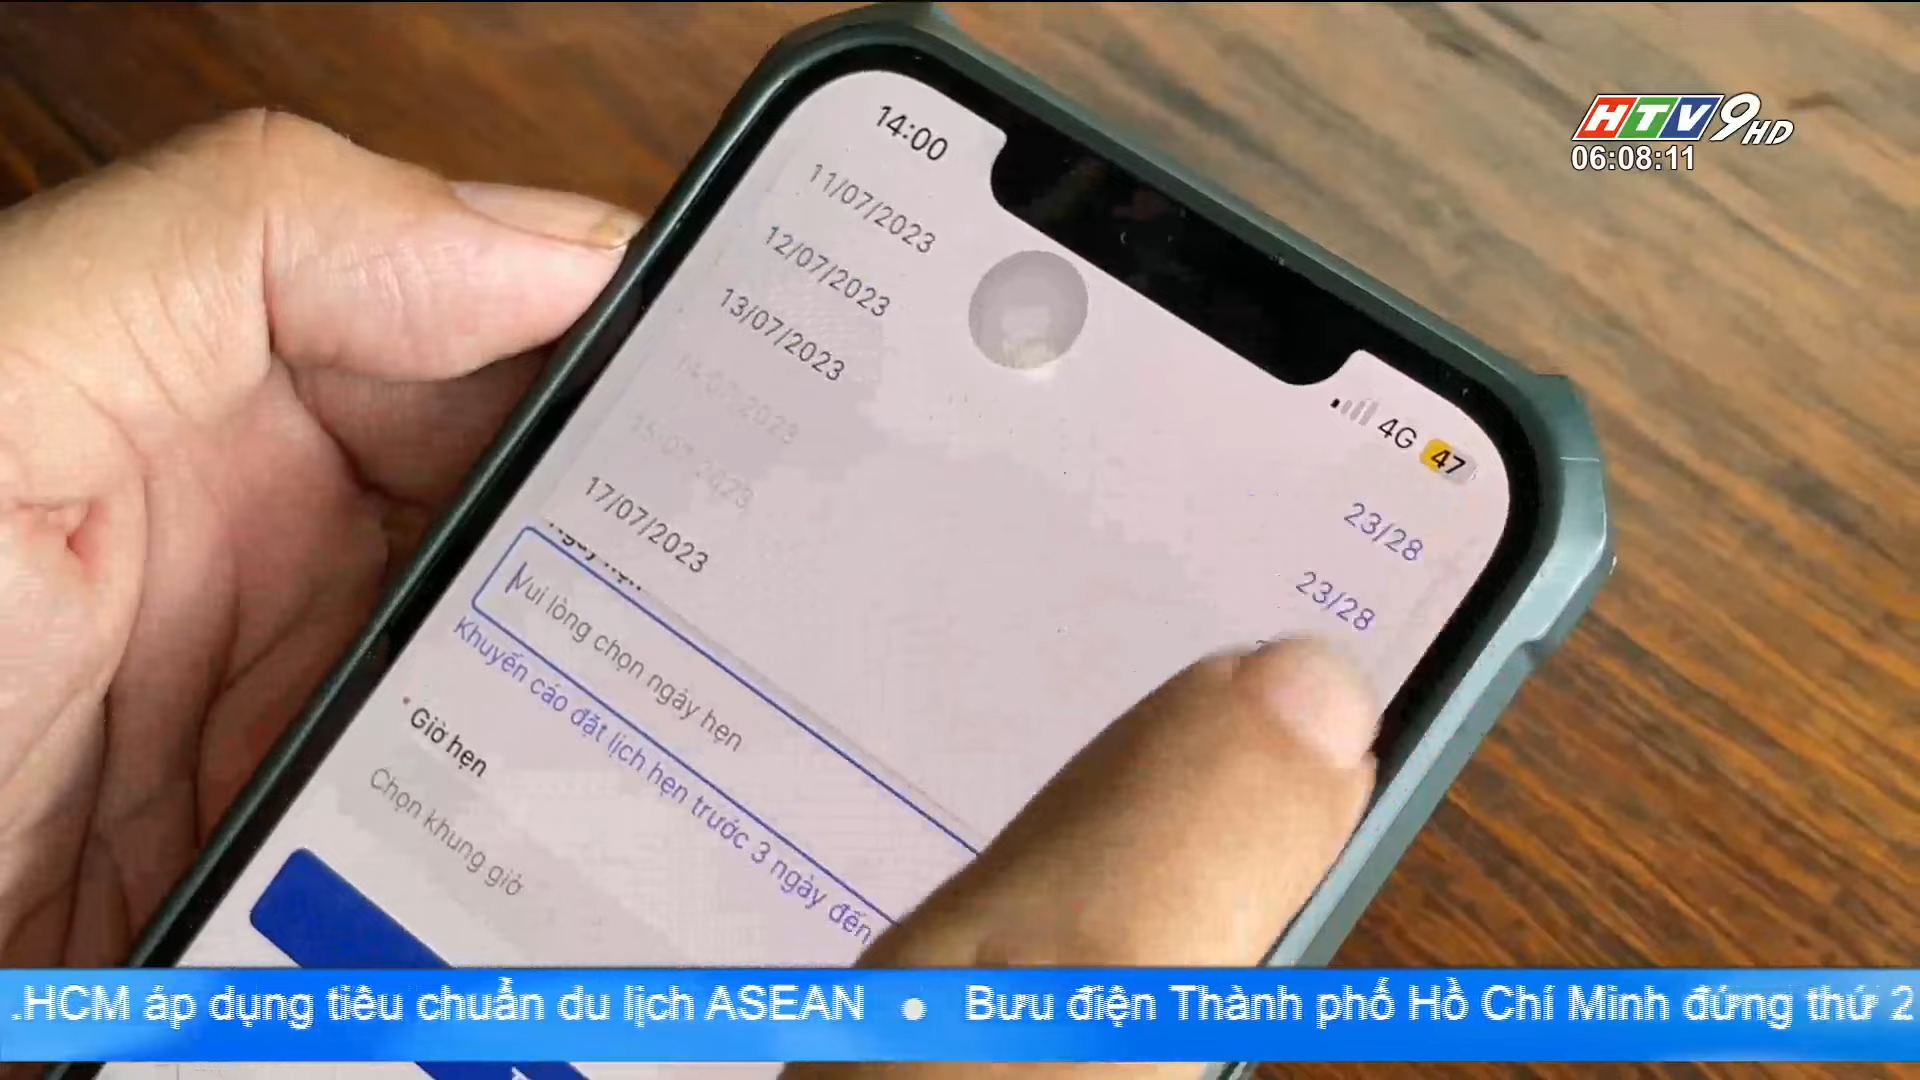 HTV9 HD
06:08:11
14:00
4G 47
11/07/2023
23/28
12/07/2023
23/28
13/07/2023
17/07/2023
Vui lòng chọn ngày hẹn
Khuyến cáo đặt lịch hẹn trước 3 ngày đến
* Giờ hẹn
Chọn khung giờ
.HCM áp dụng tiêu chuẩn du lịch ASEAN ● Bưu điện Thành phố Hồ Chí Minh đứng thứ 2